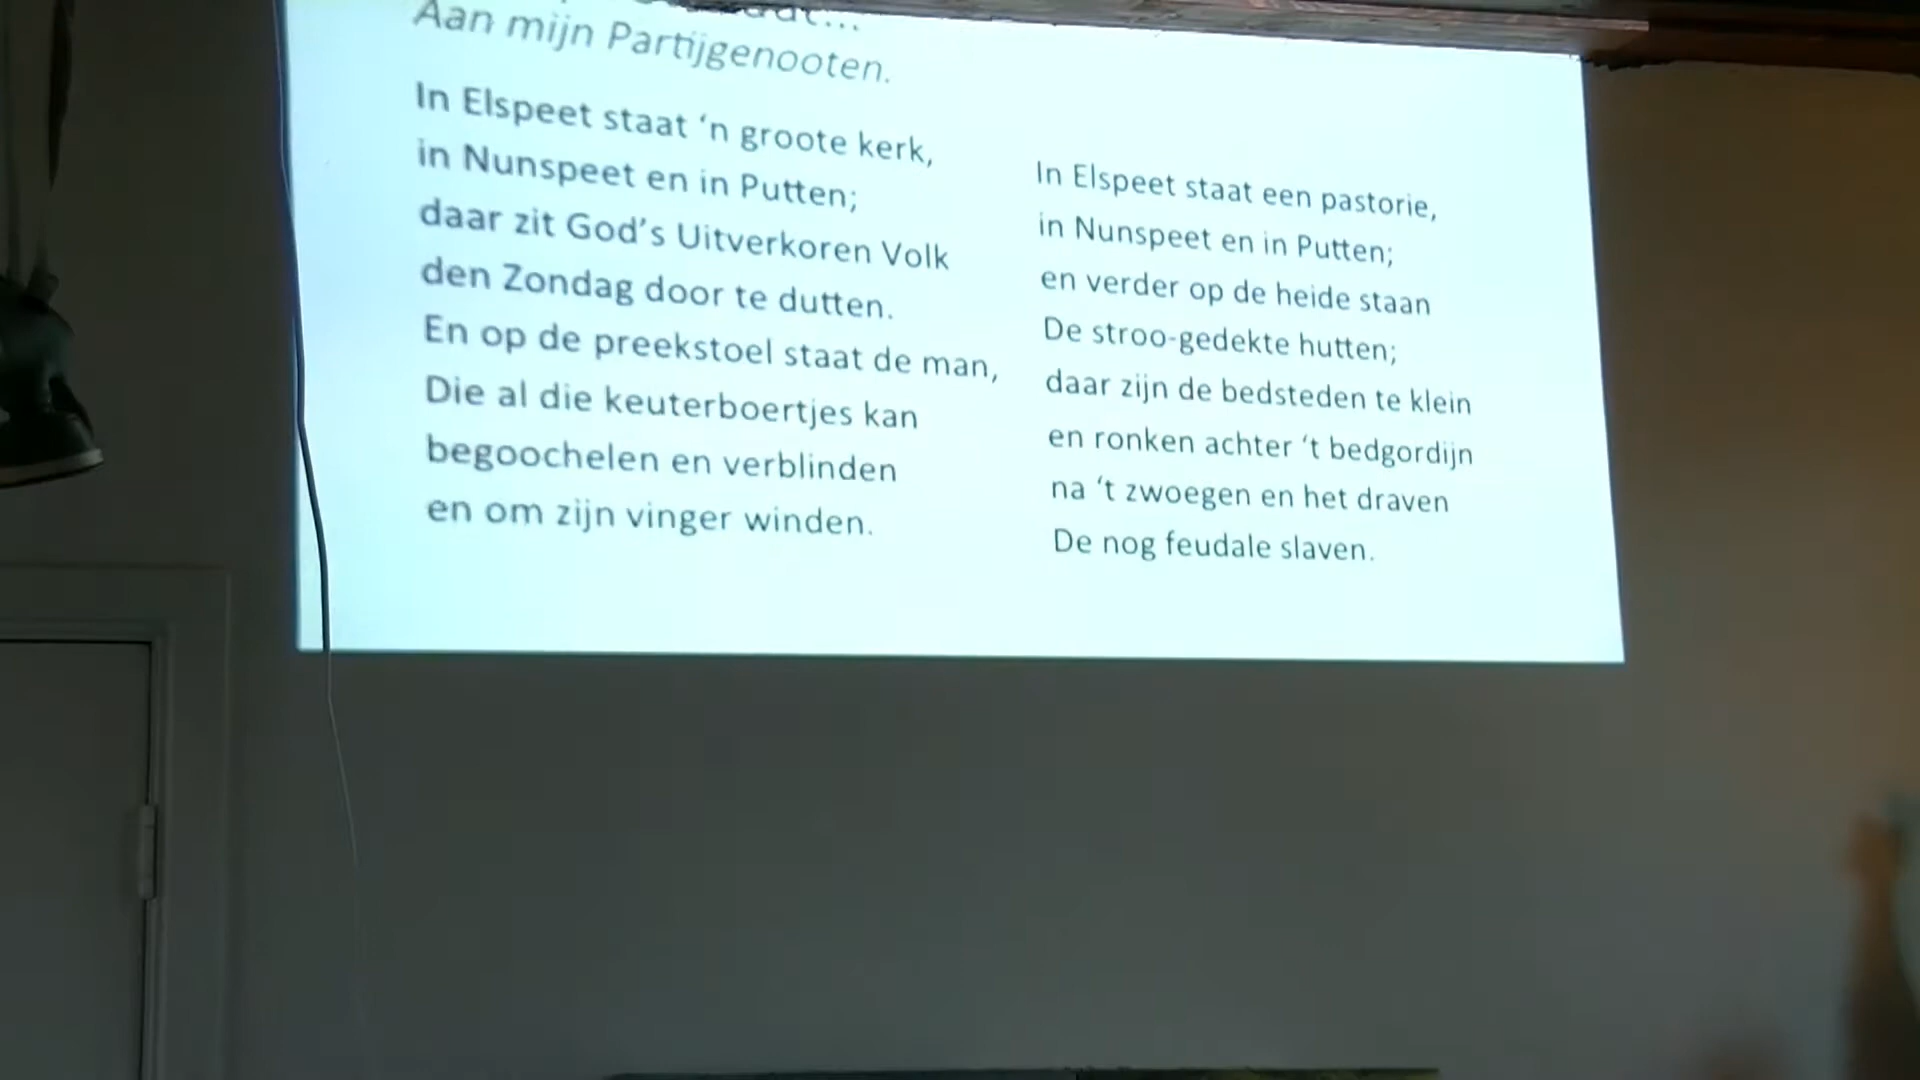 Aan mijn Partijgenooten.
In Elspeet staat ‘n groote kerk,
in Nunspeet en in Putten;
daar zit God’s Uitverkoren Volk
den Zondag door te dutten.
En op de preekstoel staat de man,
Die al die keuterboertjes kan
begoochelen en verblinden
en om zijn vinger winden.
In Elspeet staat een pastorie,
in Nunspeet en in Putten;
en verder op de heide staan
De stroo-gedekte hutten;
daar zijn de bedsteden te klein
en ronken achter ‘t bedgordijn
na ‘t zwoegen en het draven
De nog feudale slaven.